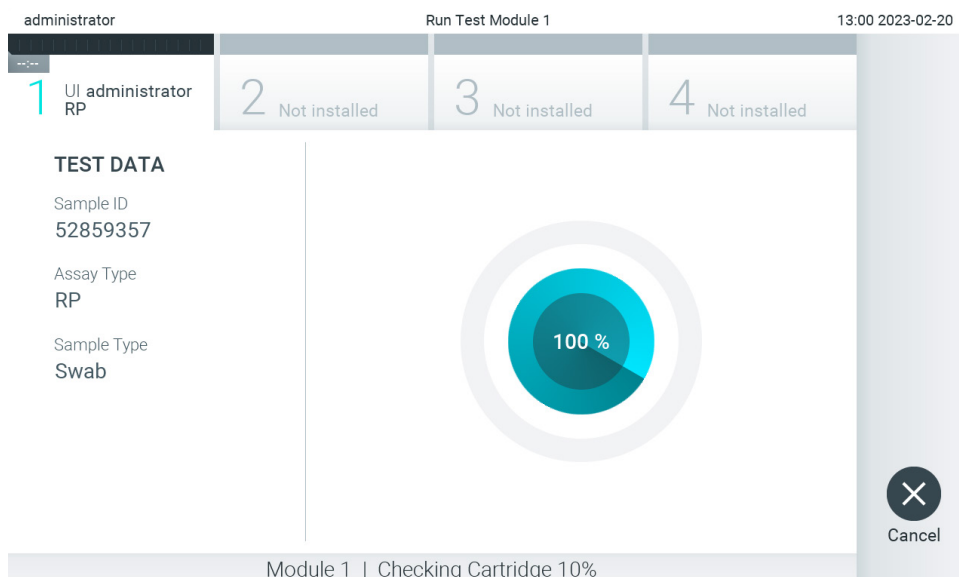 administrator Run Test Module 1 13:00 2023-02-20
--:--
1 UI administrator
RP
2 Not installed
3 Not installed
4 Not installed
TEST DATA
Sample ID
52859357
Assay Type
RP
Sample Type
Swab
100 %
Cancel
Module 1 | Checking Cartridge 10%